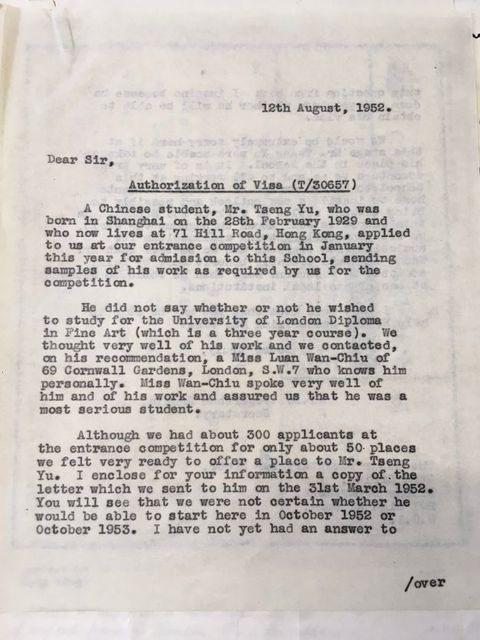 12th August, 1952.
Dear Sir,
Authorization of Visa (T/30657)
A Chinese student, Mr. Tseng Yu, who was
born in Shanghai on the 28th February 1929 and
who now lives at 71 Hill Road, Hong Kong, applied
to us at our entrance competition in January
this year for admission to this School, sending
samples of his work as required by us for the
competition.
He did not say whether or not he wished
to study for the University of London Diploma
in Fine Art (which is a three year course). We
thought very well of his work and we contacted,
on his recommendation, a Miss Luan Wan-Chiu of
69 Cornwall Gardens, London, S.W.7 who knows him
personally. Miss Wan-Chiu spoke very well of
him and of his work and assured us that he was a
most serious student.
Although we had about 300 applicants at
the entrance competition for only about 50 places
we felt very ready to offer a place to Mr. Tseng
Yu. I enclose for your information a copy of the
letter which we sent to him on the 31st March 1952.
You will see that we were not certain whether he
would be able to start here in October 1952 or
October 1953. I have not yet had an answer to
/over